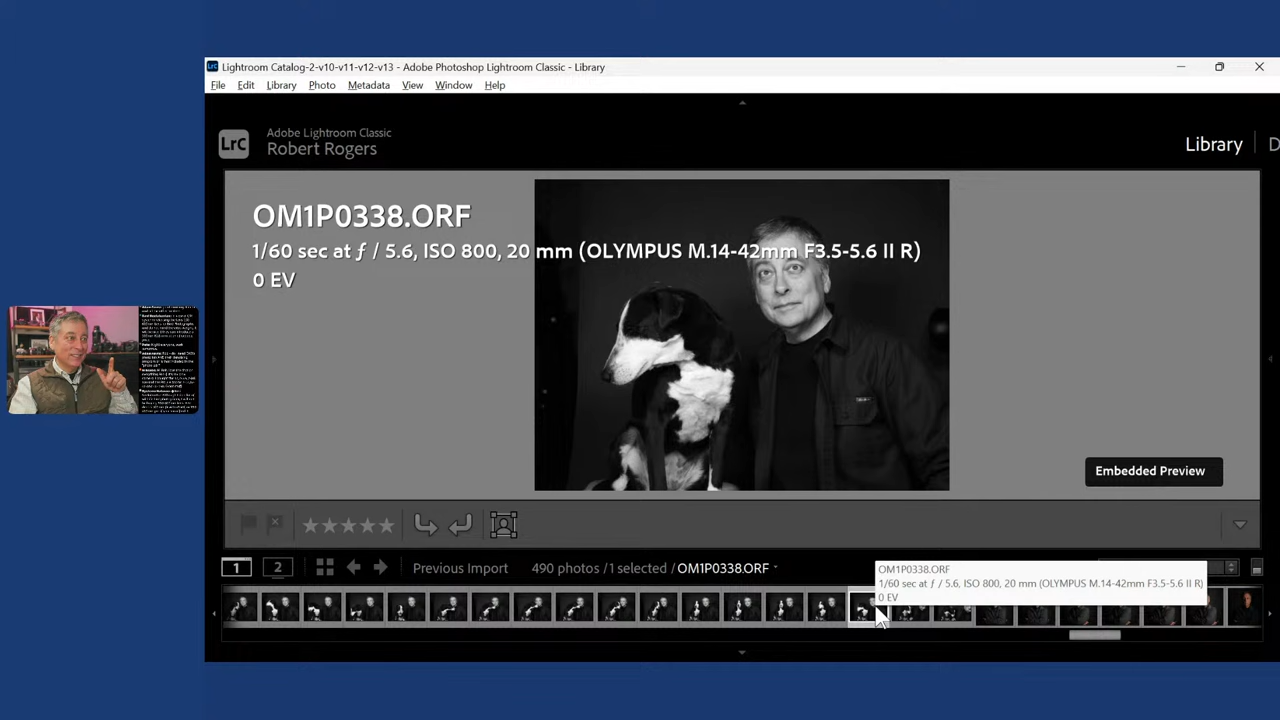 Lightroom Catalog-2-v10-v11-v12-v13 - Adobe Photoshop Lightroom Classic - Library
File Edit Library Photo Metadata View Window Help
LrC
Adobe Lightroom Classic
Robert Rogers
Library
D
OM1P0338.ORF
1/60 sec at ƒ / 5.6, ISO 800, 20 mm (OLYMPUS M.14-42mm F3.5-5.6 II R)
0 EV
Embedded Preview
1 2 Previous Import 490 photos / 1 selected / OM1P0338.ORF
OM1P0338.ORF
1/60 sec at ƒ / 5.6, ISO 800, 20 mm (OLYMPUS M.14-42mm F3.5-5.6 II R)
0 EV